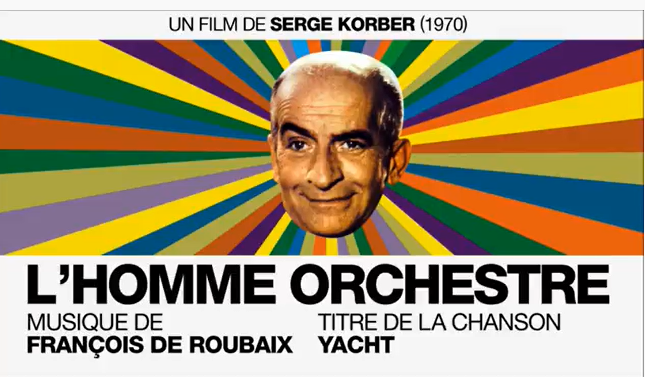 UN FILM DE SERGE KORBER (1970)
L'HOMME ORCHESTRE
MUSIQUE DE
FRANÇOIS DE ROUBAIX
TITRE DE LA CHANSON
YACHT